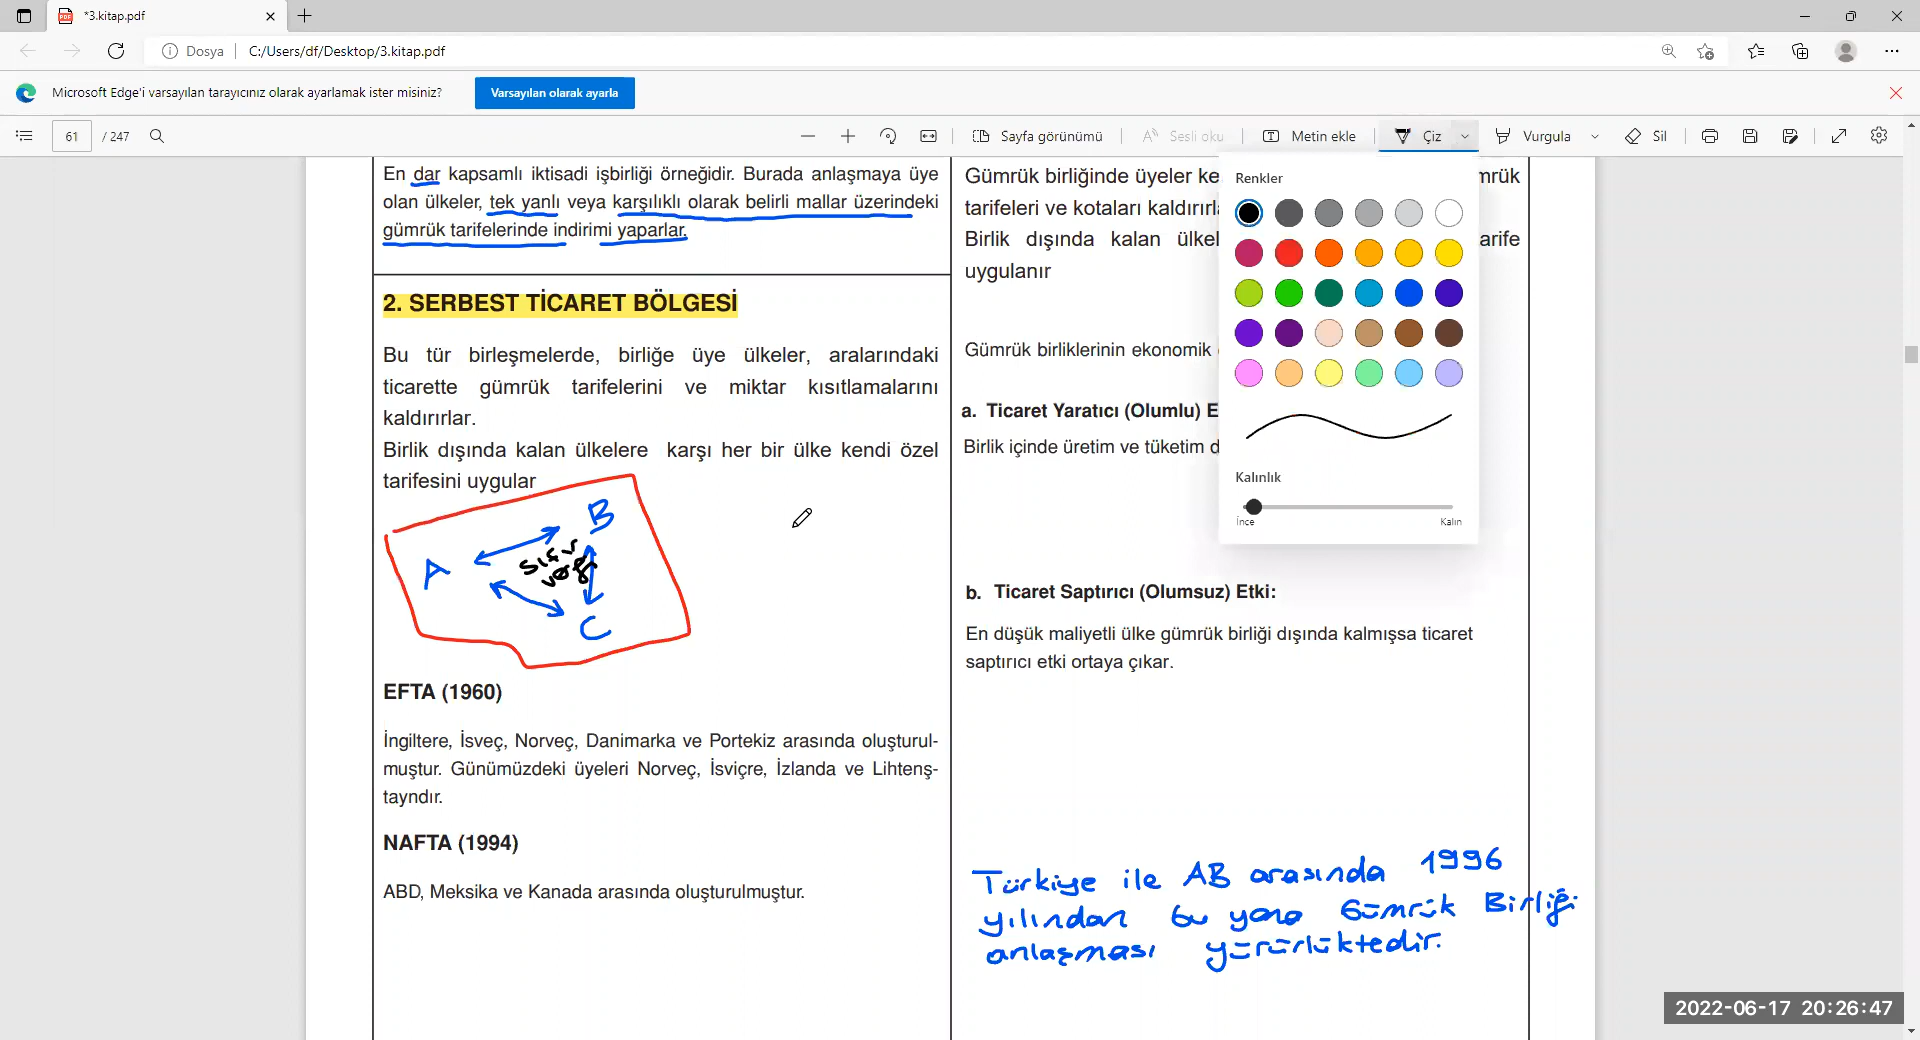 *3.kitap.pdf
Dosya
C:/Users/df/Desktop/3.kitap.pdf
Microsoft Edge'i varsayılan tarayıcınız olarak ayarlamak ister misiniz?
Varsayılan olarak ayarla
61 / 247
Sayfa görünümü
Sesli oku
Metin ekle
Çiz
Vurgula
Sil
En dar kapsamlı iktisadi işbirliği örneğidir. Burada anlaşmaya üye
olan ülkeler, tek yanlı veya karşılıklı olarak belirli mallar üzerindeki
gümrük tarifelerinde indirimi yaparlar.
2. SERBEST TİCARET BÖLGESİ
Bu tür birleşmelerde, birliğe üye ülkeler, aralarındaki
ticarette gümrük tarifelerini ve miktar kısıtlamalarını
kaldırırlar.
Birlik dışında kalan ülkelere karşı her bir ülke kendi özel
tarifesini uygular
B
A
sıfır
vergi
C
EFTA (1960)
İngiltere, İsveç, Norveç, Danimarka ve Portekiz arasında oluşturul-
muştur. Günümüzdeki üyeleri Norveç, İsviçre, İzlanda ve Lihtenş-
tayndır.
NAFTA (1994)
ABD, Meksika ve Kanada arasında oluşturulmuştur.
Gümrük birliğinde üyeler
tarifeleri ve kotaları
Birlik dışında kalan
uygulanır
Gümrük birliklerinin ekonomik
a. Ticaret Yaratıcı (Olumlu)
Birlik içinde üretim ve tüketim
b. Ticaret Saptırıcı (Olumsuz) Etki:
En düşük maliyetli ülke gümrük birliği dışında kalmışsa ticaret
saptırıcı etki ortaya çıkar.
Türkiye ile AB arasında 1996
yılından bu yana Gümrük Birliği
anlaşması yürürlüktedir.
Renkler
Kalınlık
İnce
Kalın
2022-06-17 20:26:47